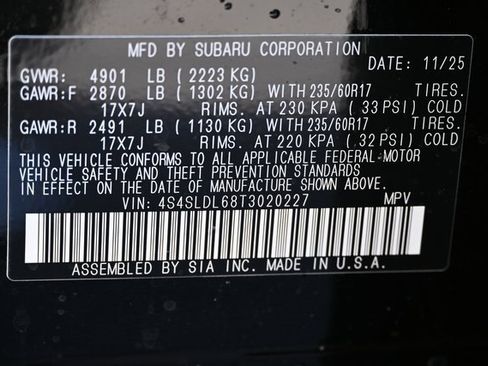 MFD BY SUBARU CORPORATION
DATE: 11/25
GVWR: 4901 LB ( 2223 KG)
GAWR:F 2870 LB ( 1302 KG) WITH 235/60R17 TIRES.
17X7J RIMS. AT 230 KPA ( 33 PSI) COLD
GAWR:R 2491 LB ( 1130 KG) WITH 235/60R17 TIRES.
17X7J RIMS. AT 220 KPA ( 32 PSI) COLD
THIS VEHICLE CONFORMS TO ALL APPLICABLE FEDERAL-MOTOR
VEHICLE SAFETY AND THEFT PREVENTION STANDARDS
IN EFFECT ON THE DATE OF MANUFACTURE SHOWN ABOVE.
VIN: 4S4SLDL68T3020227 MPV
ASSEMBLED BY SIA INC. MADE IN U.S.A.